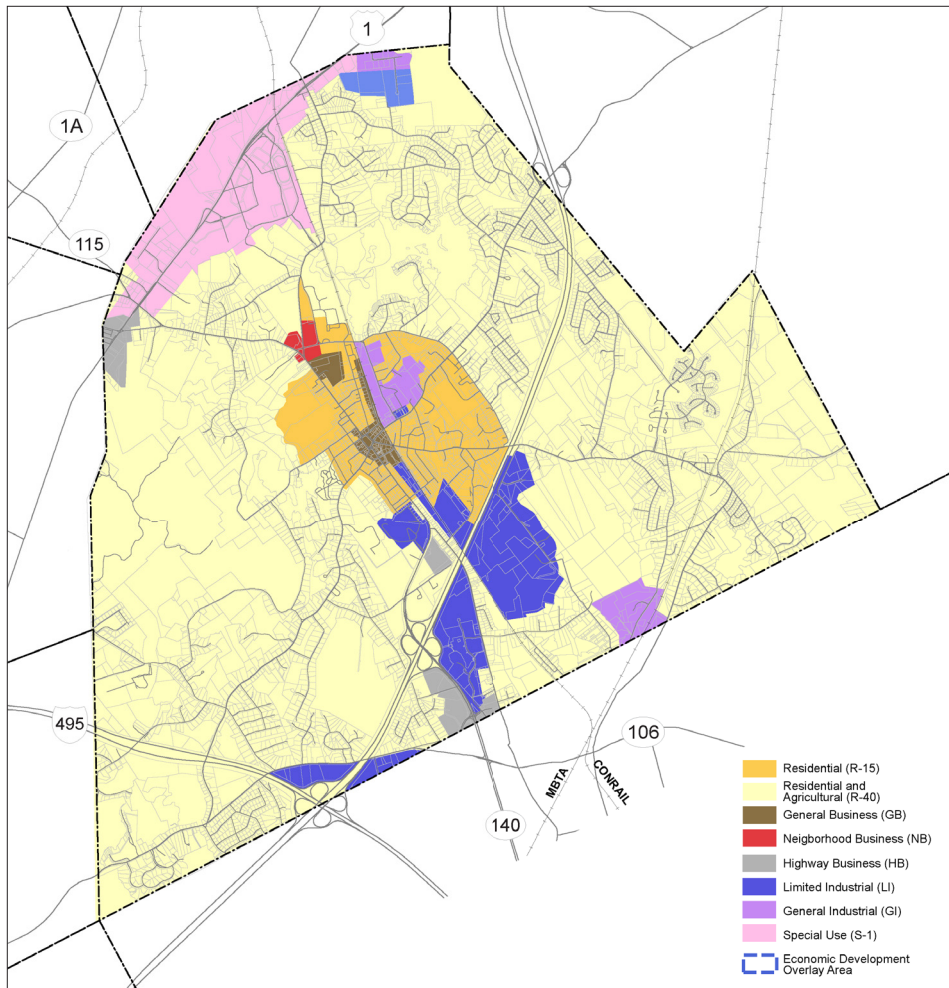 1
1A
115
495
106
MBTA
CONRAIL
140
Residential (R-15)
Residential and
Agricultural (R-40)
General Business (GB)
Neigborhood Business (NB)
Highway Business (HB)
Limited Industrial (LI)
General Industrial (GI)
Special Use (S-1)
Economic Development
Overlay Area